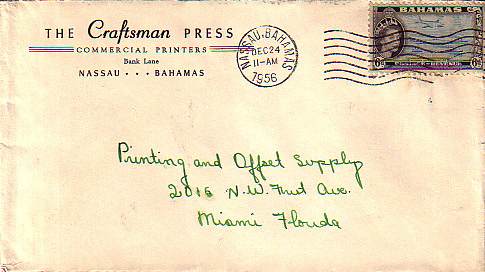 THE Craftsman PRESS
COMMERCIAL PRINTERS
Bank Lane
NASSAU • • • BAHAMAS
NASSAU, BAHAMAS
DEC 24
11-AM
1956
BAHAMAS
6D 6D
Printing and Offset Supply
2015 N.W. First Ave.
Miami Florida